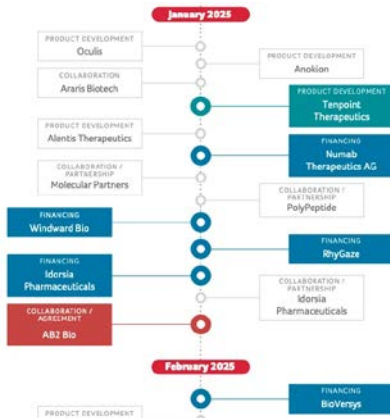 January 2025
PRODUCT DEVELOPMENT
Oculis
PRODUCT DEVELOPMENT
Anokion
COLLABORATION
Araris Biotech
PRODUCT DEVELOPMENT
Tenpoint
Therapeutics
PRODUCT DEVELOPMENT
Alentis Therapeutics
FINANCING
Numab
Therapeutics AG
COLLABORATION /
PARTNERSHIP
Molecular Partners
COLLABORATION /
PARTNERSHIP
PolyPeptide
FINANCING
Windward Bio
FINANCING
RhyGaze
FINANCING
Idorsia
Pharmaceuticals
COLLABORATION /
PARTNERSHIP
Idorsia
Pharmaceuticals
COLLABORATION /
AGREEMENT
AB2 Bio
February 2025
FINANCING
BioVersys
PRODUCT DEVELOPMENT